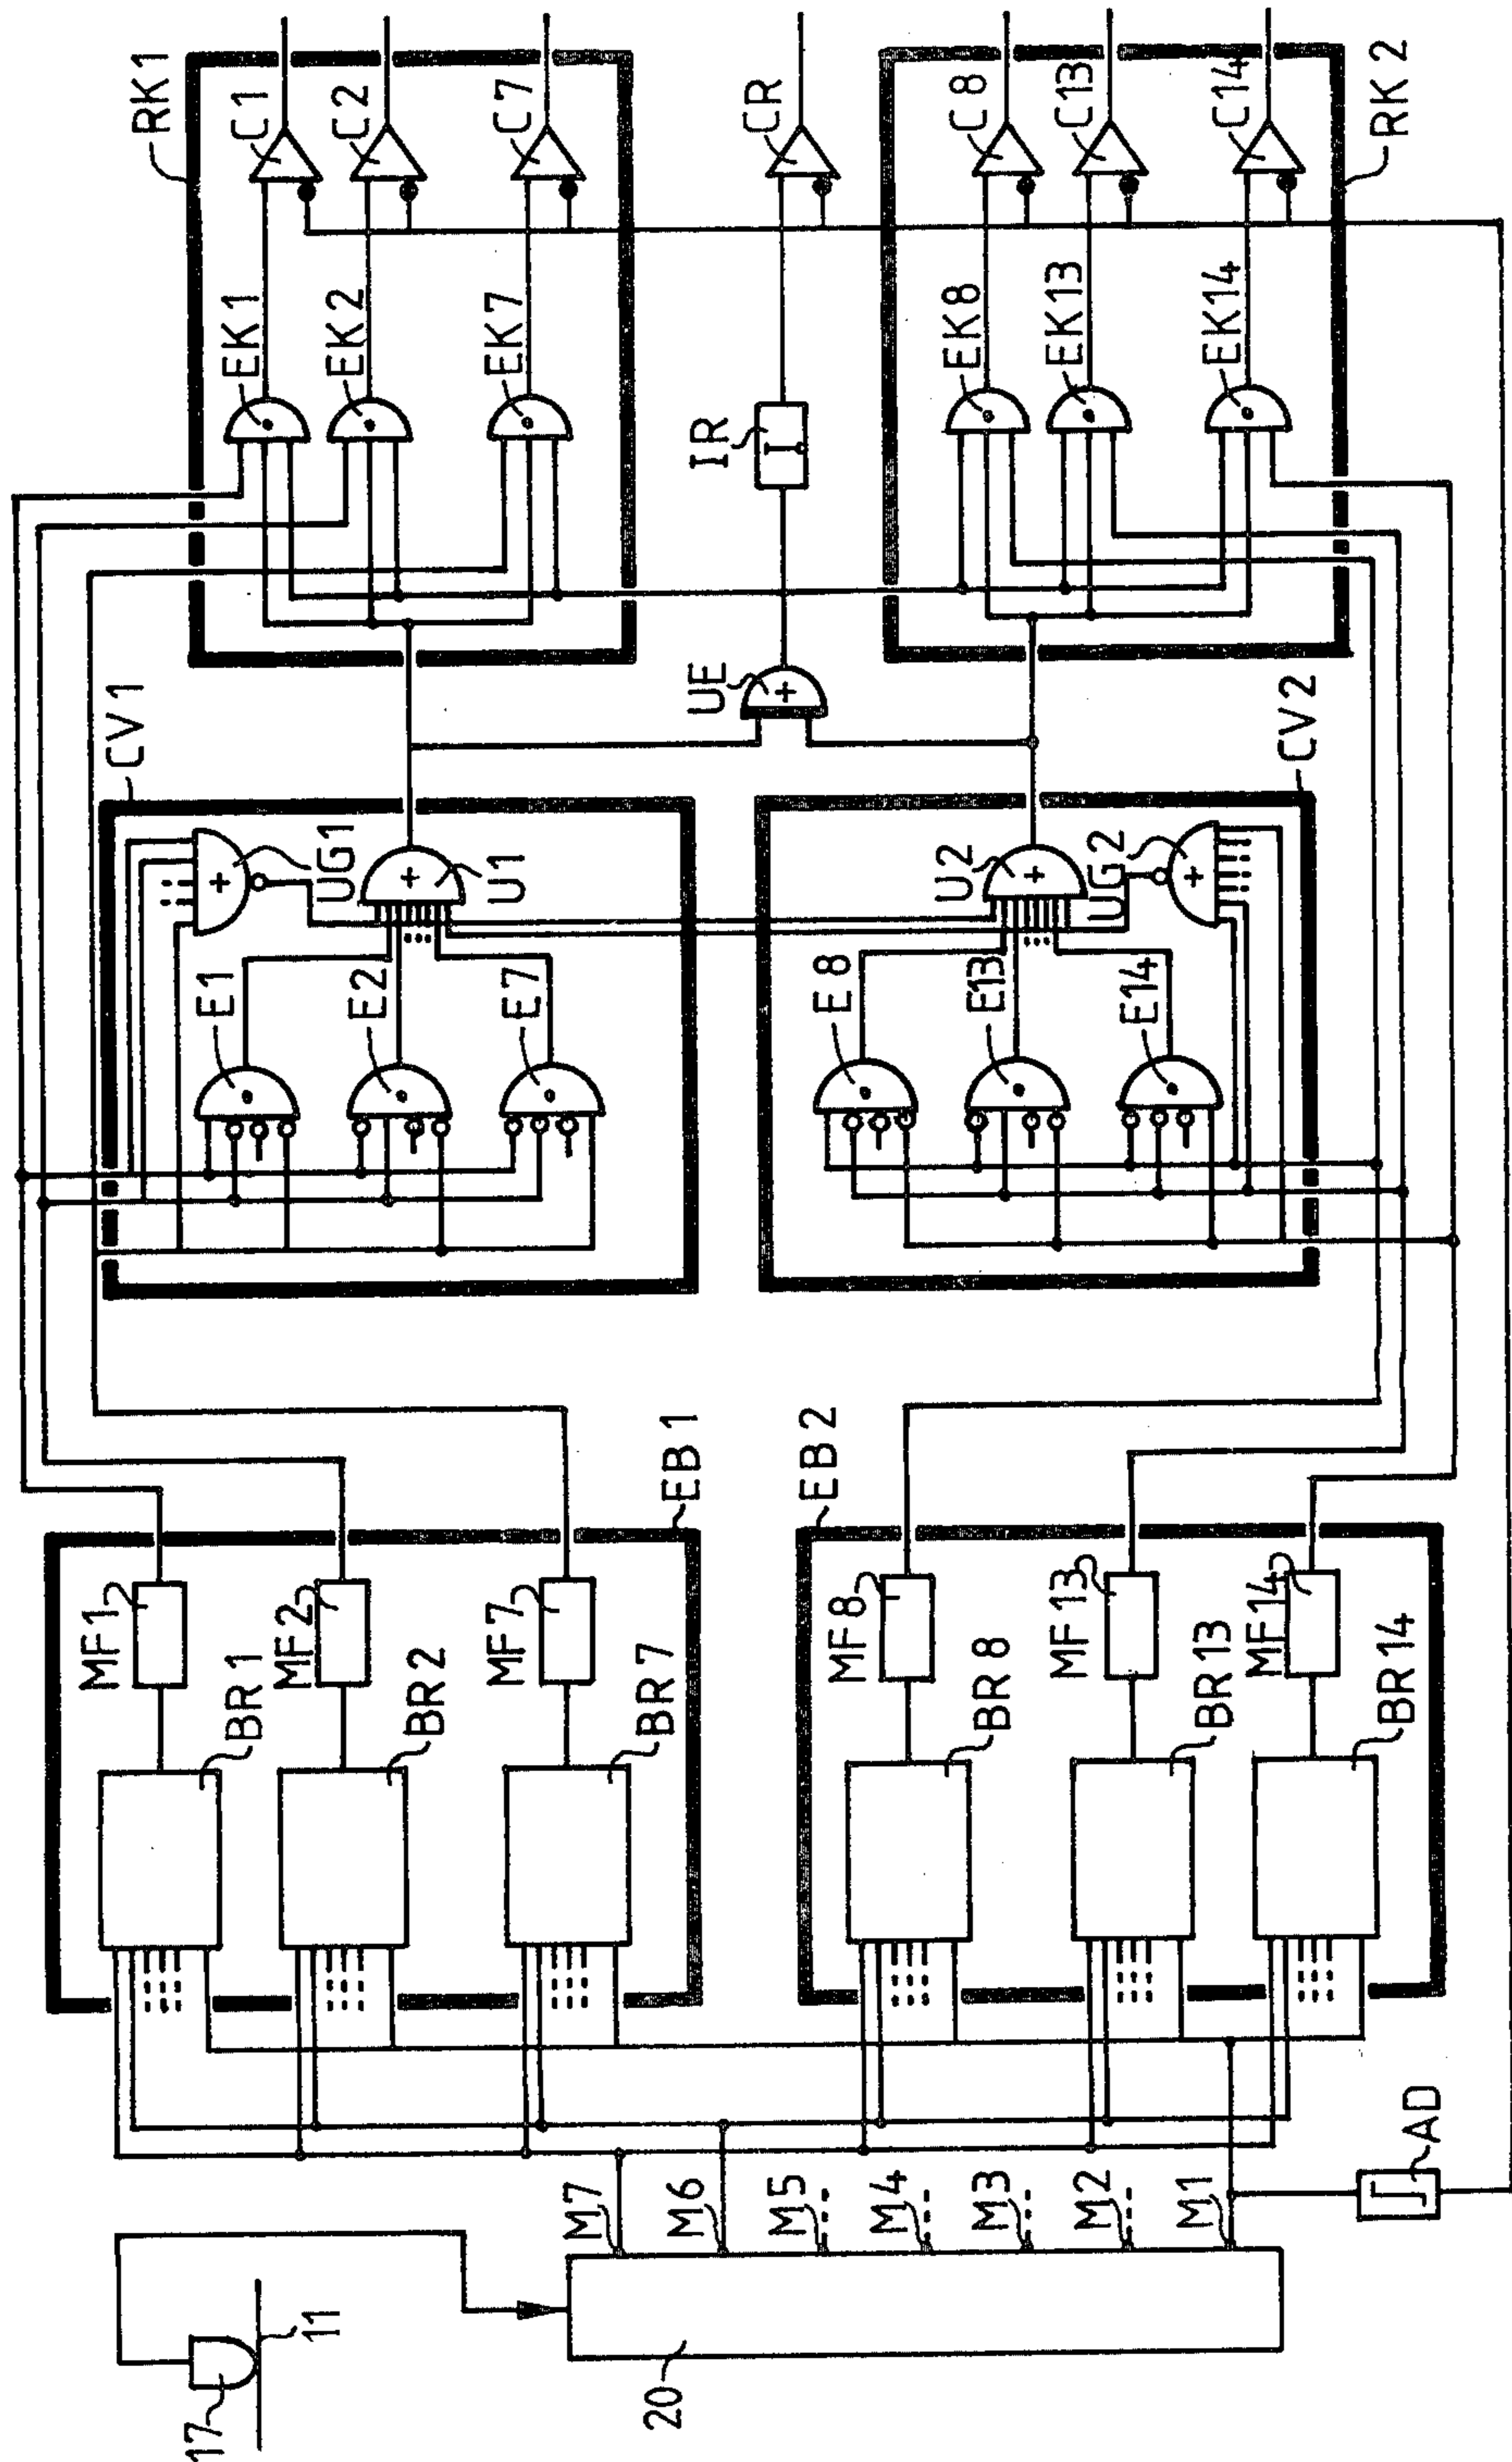 RK1
C1
C2
C7
CR
C8
C13
C14
RK2
EK1
EK2
EK7
IR
EK8
EK13
EK14
CV1
UE
CV2
UG1
U1
U2
UG2
E1
E2
E7
E8
E13
E14
EB1
EB2
MF1
MF2
MF7
MF8
MF13
MF14
BR1
BR2
BR7
BR8
BR13
BR14
M7
M6
M5
M4
M3
M2
M1
AD
11
17
20